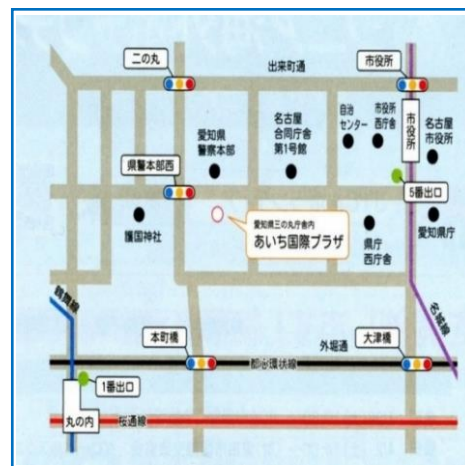 二の丸
出来町通
市役所
愛知県
警察本部
名古屋
合同庁舎
第1号館
自治
センター
市役所
西庁舎
市役所
名古屋
市役所
県警本部西
5番出口
護国神社
愛知県三の丸庁舎内
あいち国際プラザ
県庁
西庁舎
愛知県庁
鶴舞線
名城線
本町橋
外堀通
大津橋
都心環状線
1番出口
丸の内
桜通線